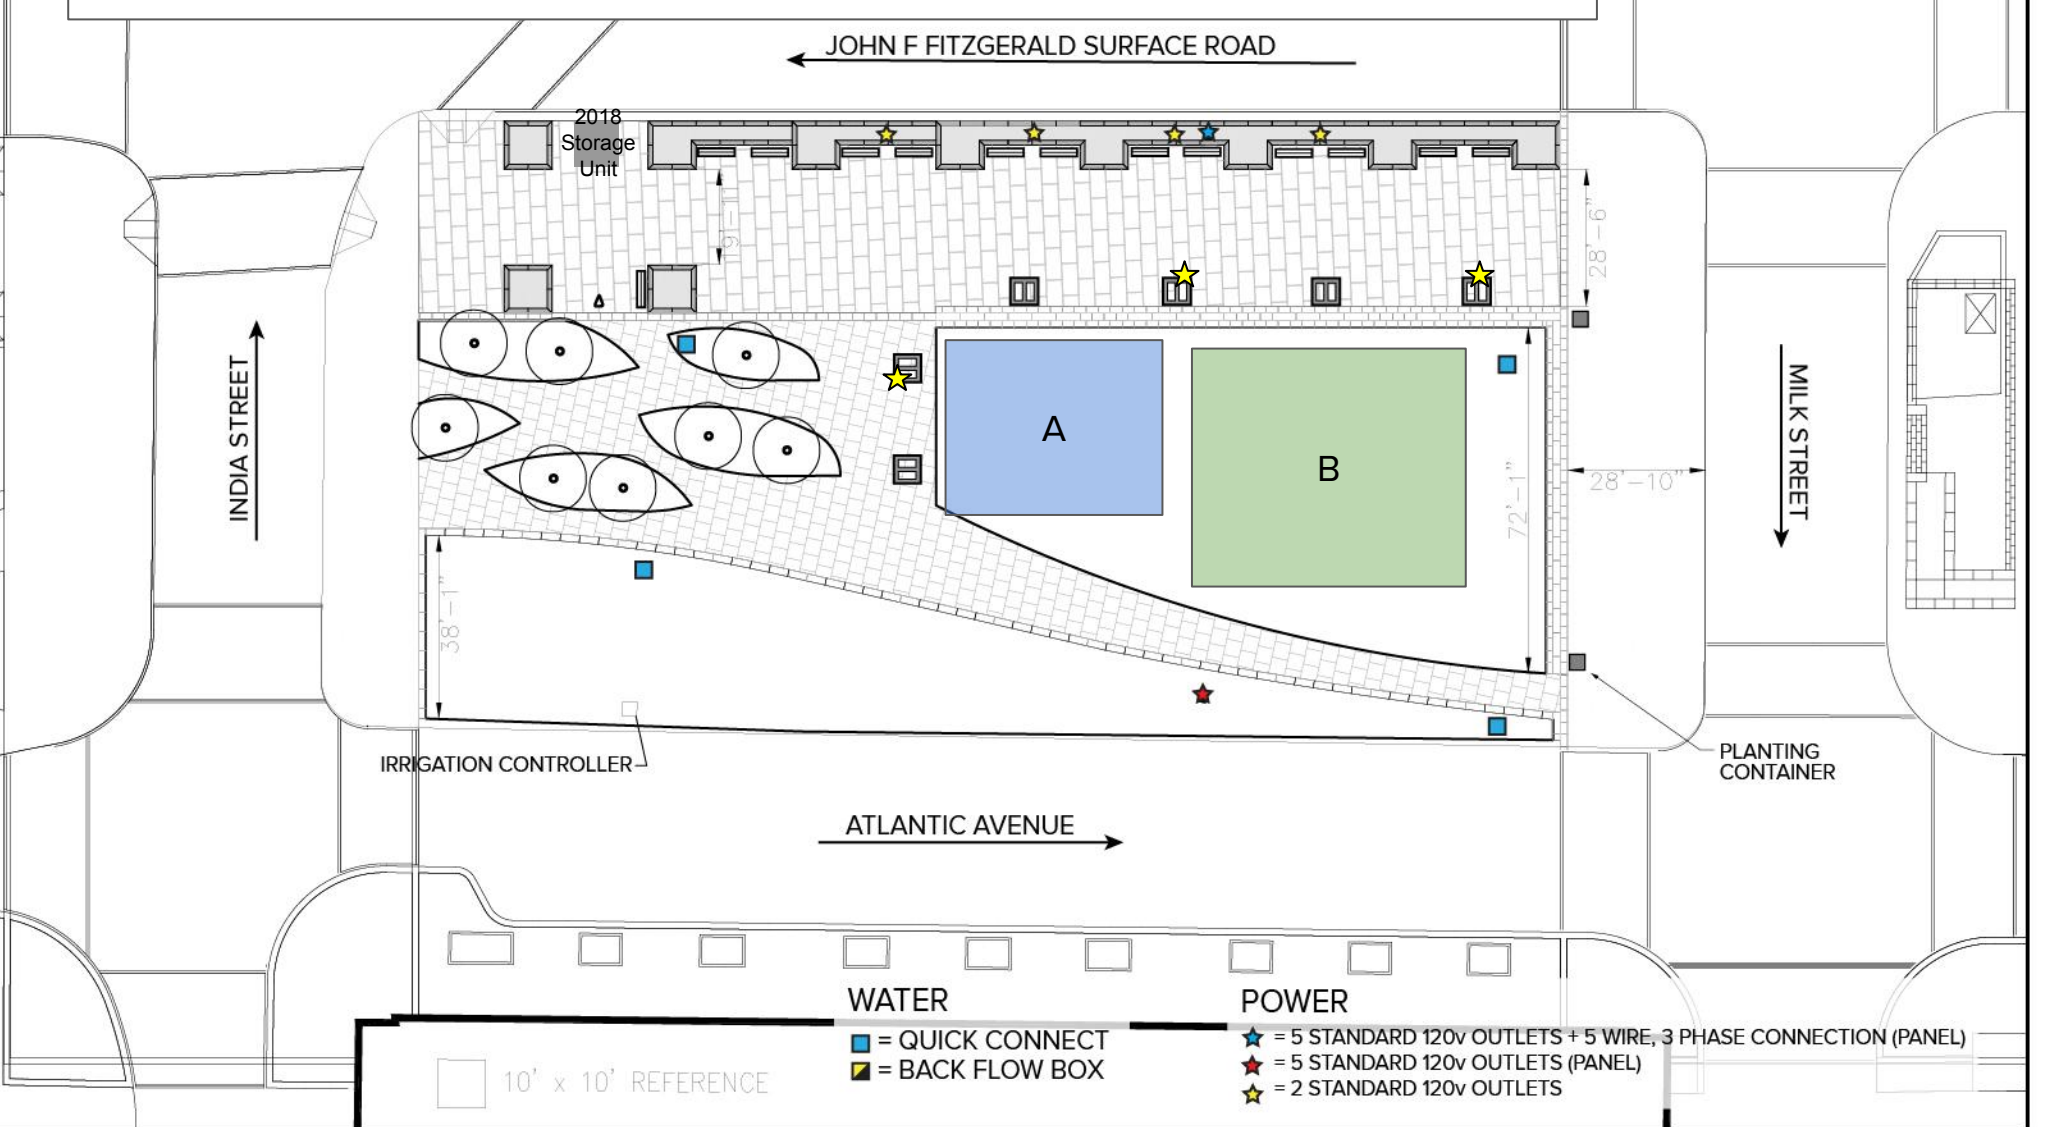 JOHN F FITZGERALD SURFACE ROAD
2018
Storage
Unit
28'-6"
INDIA STREET
A
B
MILK STREET
72'-1"
28'-10"
38'-1"
IRRIGATION CONTROLLER
PLANTING
CONTAINER
ATLANTIC AVENUE
WATER
= QUICK CONNECT
= BACK FLOW BOX
POWER
= 5 STANDARD 120v OUTLETS + 5 WIRE, 3 PHASE CONNECTION (PANEL)
= 5 STANDARD 120v OUTLETS (PANEL)
= 2 STANDARD 120v OUTLETS
10' x 10' REFERENCE